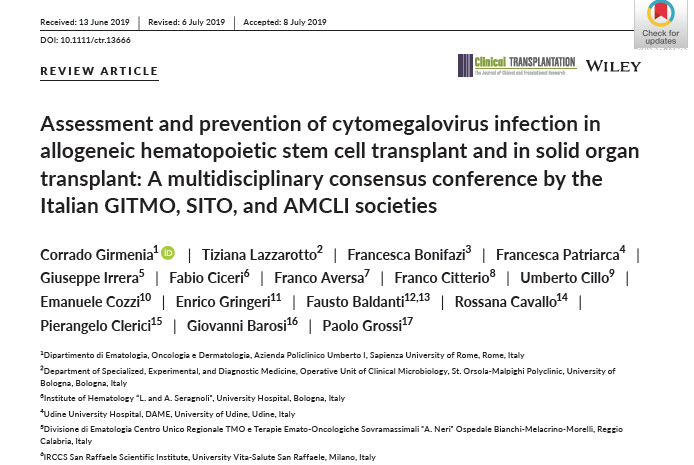 Received: 13 June 2019 | Revised: 6 July 2019 | Accepted: 8 July 2019
DOI: 10.1111/ctr.13666
Check for
updates
REVIEW ARTICLE
Clinical TRANSPLANTATION
The Journal of Clinical and Translational Research
WILEY
Assessment and prevention of cytomegalovirus infection in
allogeneic hematopoietic stem cell transplant and in solid organ
transplant: A multidisciplinary consensus conference by the
Italian GITMO, SITO, and AMCLI societies
Corrado Girmenia1 iD | Tiziana Lazzarotto2 | Francesca Bonifazi3 | Francesca Patriarca4 |
Giuseppe Irrera5 | Fabio Ciceri6 | Franco Aversa7 | Franco Citterio8 | Umberto Cillo9 |
Emanuele Cozzi10 | Enrico Gringeri11 | Fausto Baldanti12,13 | Rossana Cavallo14 |
Pierangelo Clerici15 | Giovanni Barosi16 | Paolo Grossi17
1Dipartimento di Ematologia, Oncologia e Dermatologia, Azienda Policlinico Umberto I, Sapienza University of Rome, Rome, Italy
2Department of Specialized, Experimental, and Diagnostic Medicine, Operative Unit of Clinical Microbiology, St. Orsola-Malpighi Polyclinic, University of
Bologna, Bologna, Italy
3Institute of Hematology "L. and A. Seragnoli", University Hospital, Bologna, Italy
4Udine University Hospital, DAME, University of Udine, Udine, Italy
5Divisione di Ematologia Centro Unico Regionale TMO e Terapie Emato-Oncologiche Sovramassimali "A. Neri" Ospedale Bianchi-Melacrino-Morelli, Reggio
Calabria, Italy
6IRCCS San Raffaele Scientific Institute, University Vita-Salute San Raffaele, Milano, Italy